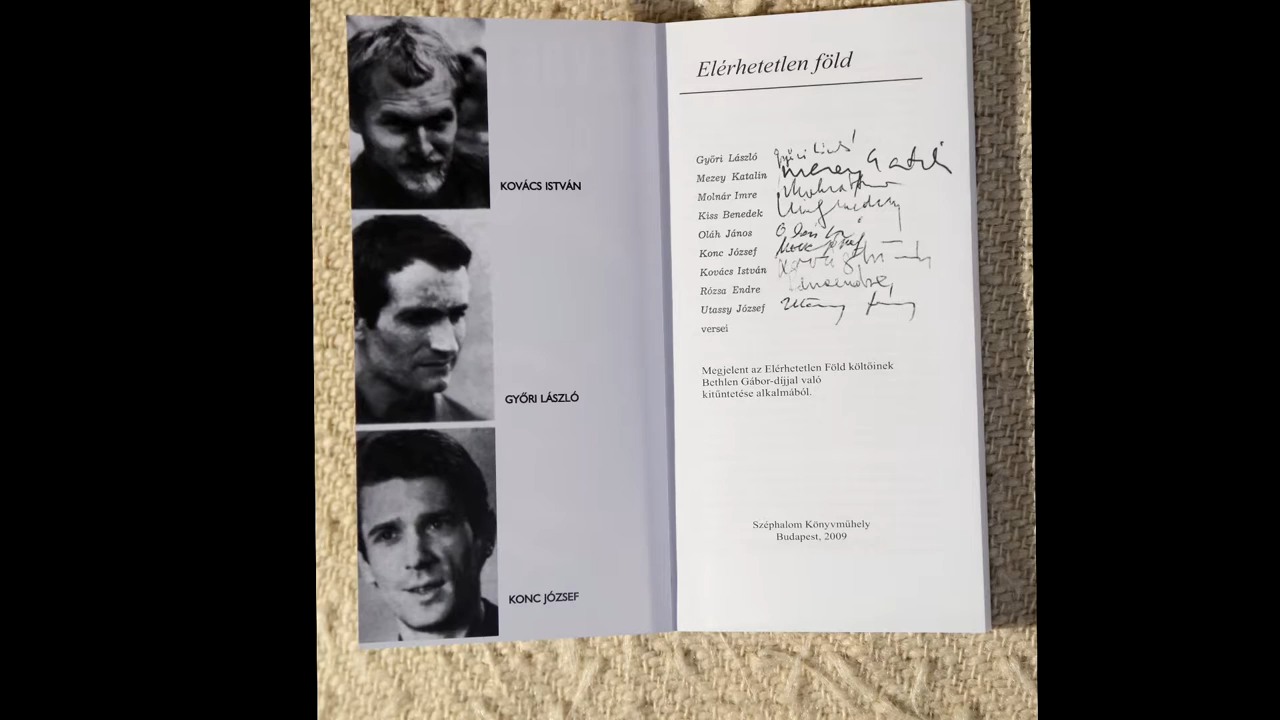 KOVÁCS ISTVÁN
GYŐRI LÁSZLÓ
KONC JÓZSEF
Elérhetetlen föld
Győri László
Mezey Katalin
Molnár Imre
Kiss Benedek
Oláh János
Konc József
Kovács István
Rózsa Endre
Utassy József
versei
Megjelent az Elérhetetlen Föld költőinek
Bethlen Gábor-díjjal való
kitüntetése alkalmából.
Széphalom Könyvműhely
Budapest, 2009